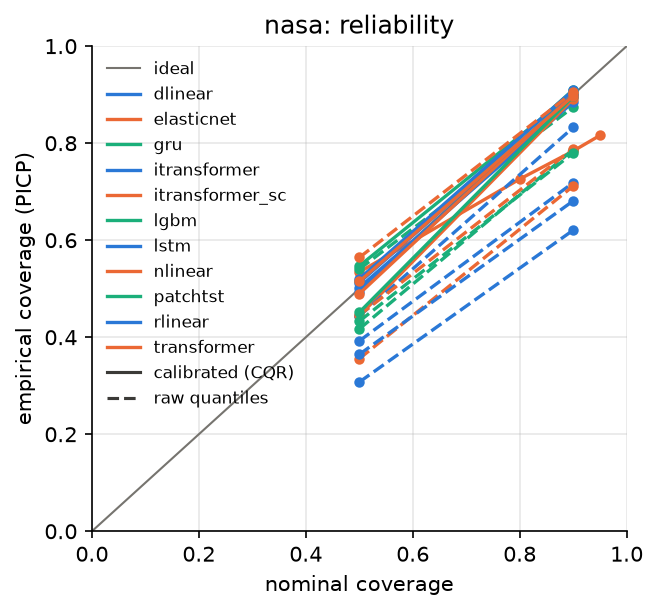 nasa: reliability
1.0
0.8
0.6
0.4
0.2
0.0
empirical coverage (PICP)
ideal
dlinear
elasticnet
gru
itransformer
itransformer_sc
lgbm
lstm
nlinear
patchtst
rlinear
transformer
calibrated (CQR)
raw quantiles
0.0 0.2 0.4 0.6 0.8 1.0
nominal coverage